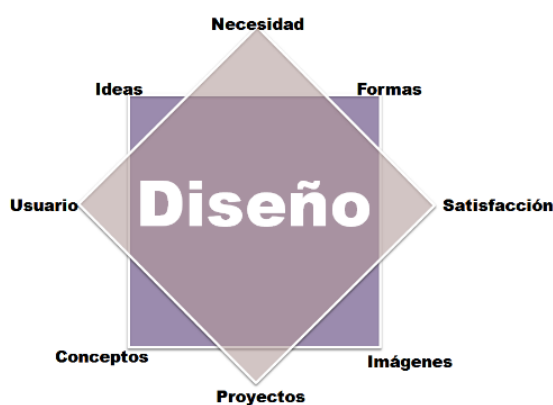 Necesidad
Ideas
Formas
Usuario
Diseño
Satisfacción
Conceptos
Imágenes
Proyectos